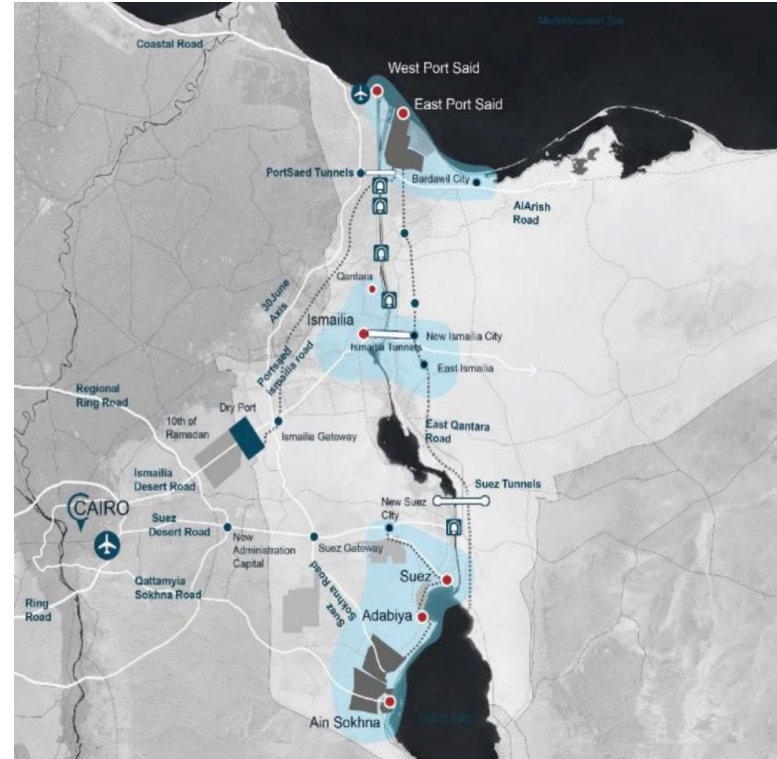 Mediterranean Sea
Coastal Road
West Port Said
East Port Said
PortSaed Tunnels
Bardawil City
AlArish
Road
Qantara
30June
Axis
Ismailia
New Ismailia City
Ismailia Tunnels
Portsaed
ismailia road
East Ismailia
Regional
Ring Road
Dry Port
10th of
Ramadan
Ismailia Gateway
East Qantara
Road
Ismailia
Desert Road
Suez Tunnels
CAIRO
New Suez
City
Suez
Desert Road
New
Administration
Capital
Suez Gateway
Suez
Qattamyia
Sokhna Road
Suez
Sokhna Road
Ring
Road
Adabiya
Ain Sokhna
Gulf of Suez